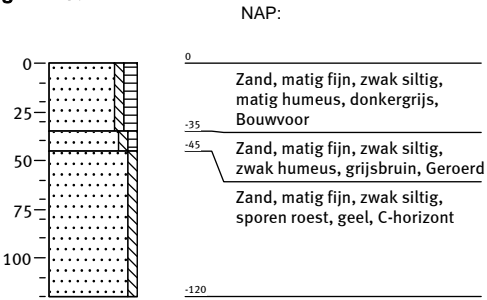 NAP:
0
0
Zand, matig fijn, zwak siltig,
matig humeus, donkergrijs,
Bouwvoor
25
-35
-45
Zand, matig fijn, zwak siltig,
zwak humeus, grijsbruin, Geroerd
50
Zand, matig fijn, zwak siltig,
sporen roest, geel, C-horizont
75
100
-120